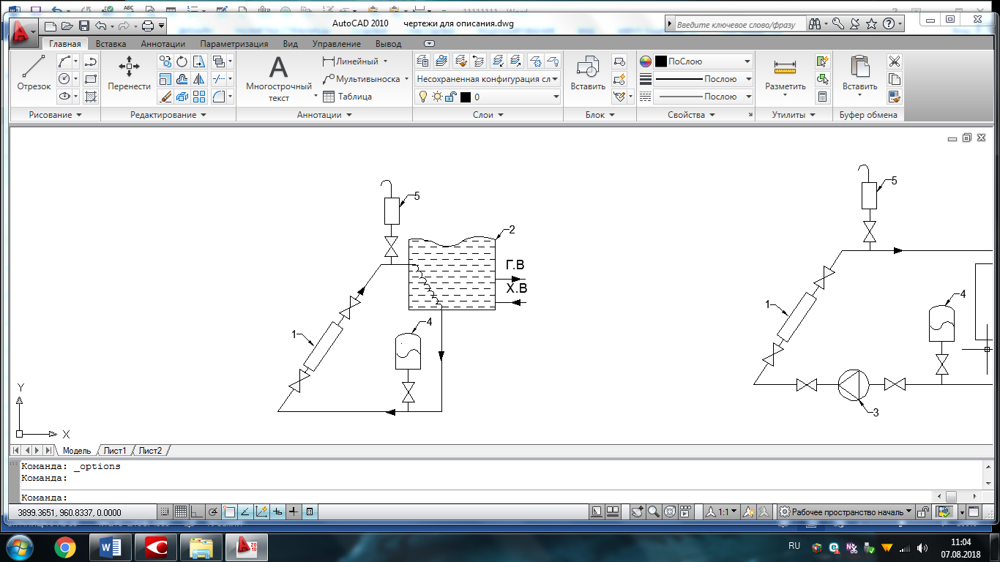 AutoCAD 2010 чертежи для описания.dwg
Введите ключевое слово/фразу
Главная Вставка Аннотации Параметризация Вид Управление Вывод
Отрезок
Перенести
Многострочный текст
Линейный
Мультивыноска
Таблица
Несохраненная конфигурация сл
0
Вставить
ПоСлою
Послою
Послою
Разметить
Вставить
Рисование Редактирование Аннотации Слои Блок Свойства Утилиты Буфер обмена
5
2
Г.В
Х.В
1
4
5
1
4
3
Y
X
Модель Лист1 Лист2
Команда: _options
Команда:
Команда:
3899.3651, 960.8337, 0.0000
1:1
Рабочее пространство началь
RU
11:04
07.08.2018